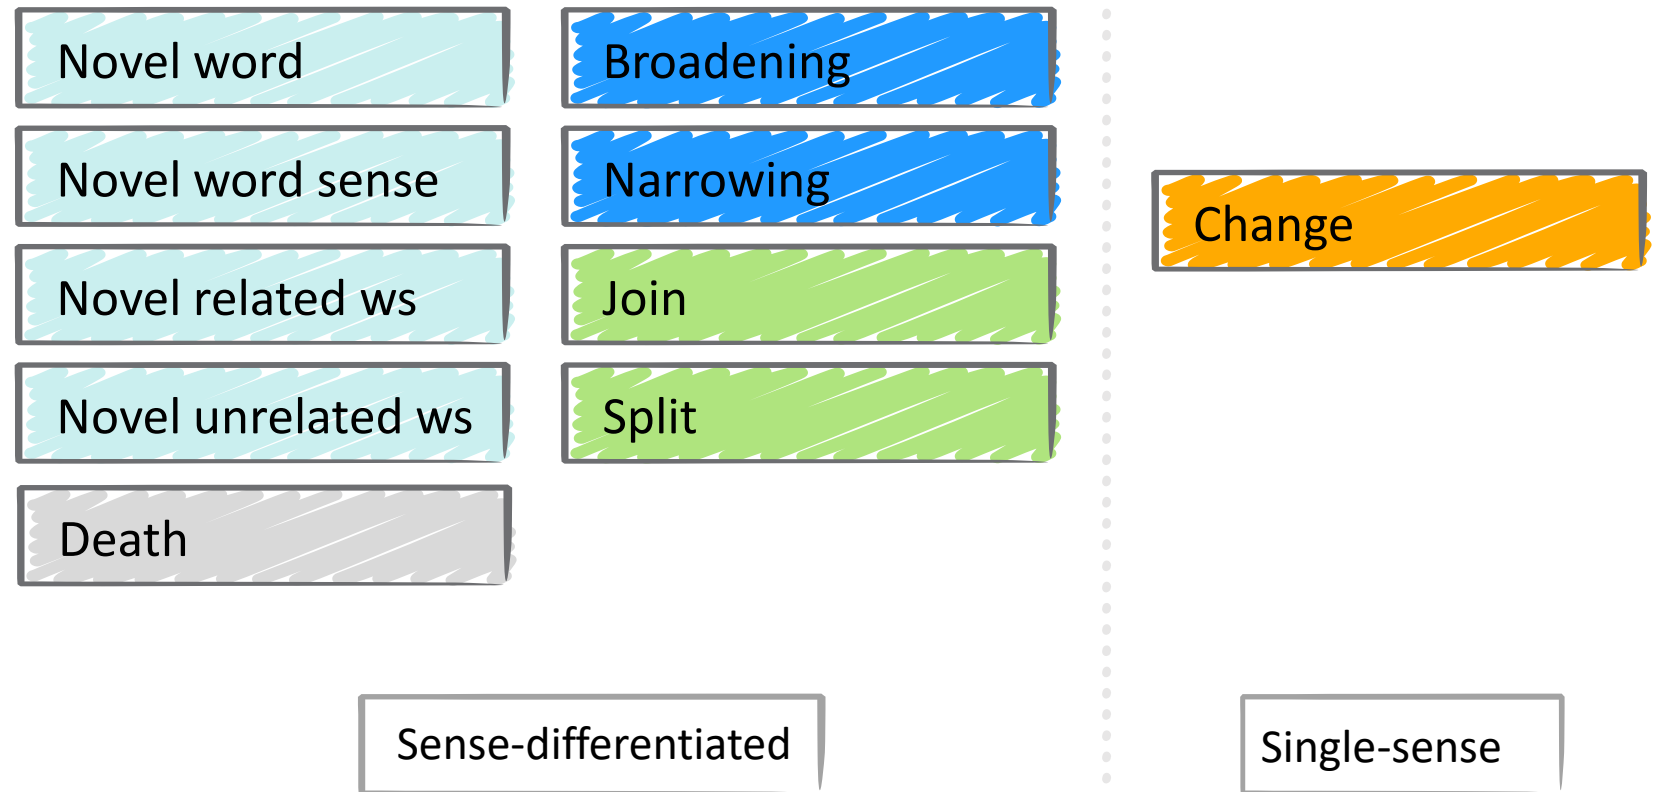 Novel word
Novel word sense
Novel related ws
Novel unrelated ws
Death
Broadening
Narrowing
Join
Split
Change
Sense-differentiated
Single-sense